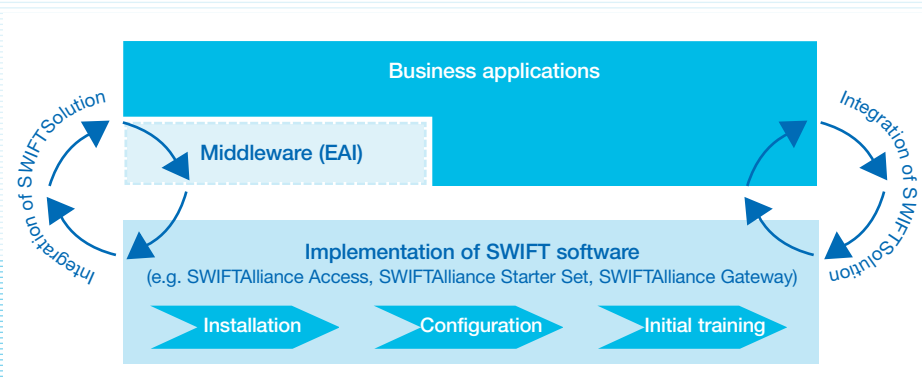 Business applications
Integration of SWIFTSolution
Middleware (EAI)
Integration of SWIFTSolution
Implementation of SWIFT software
(e.g. SWIFTAlliance Access, SWIFTAlliance Starter Set, SWIFTAlliance Gateway)
Installation
Configuration
Initial training